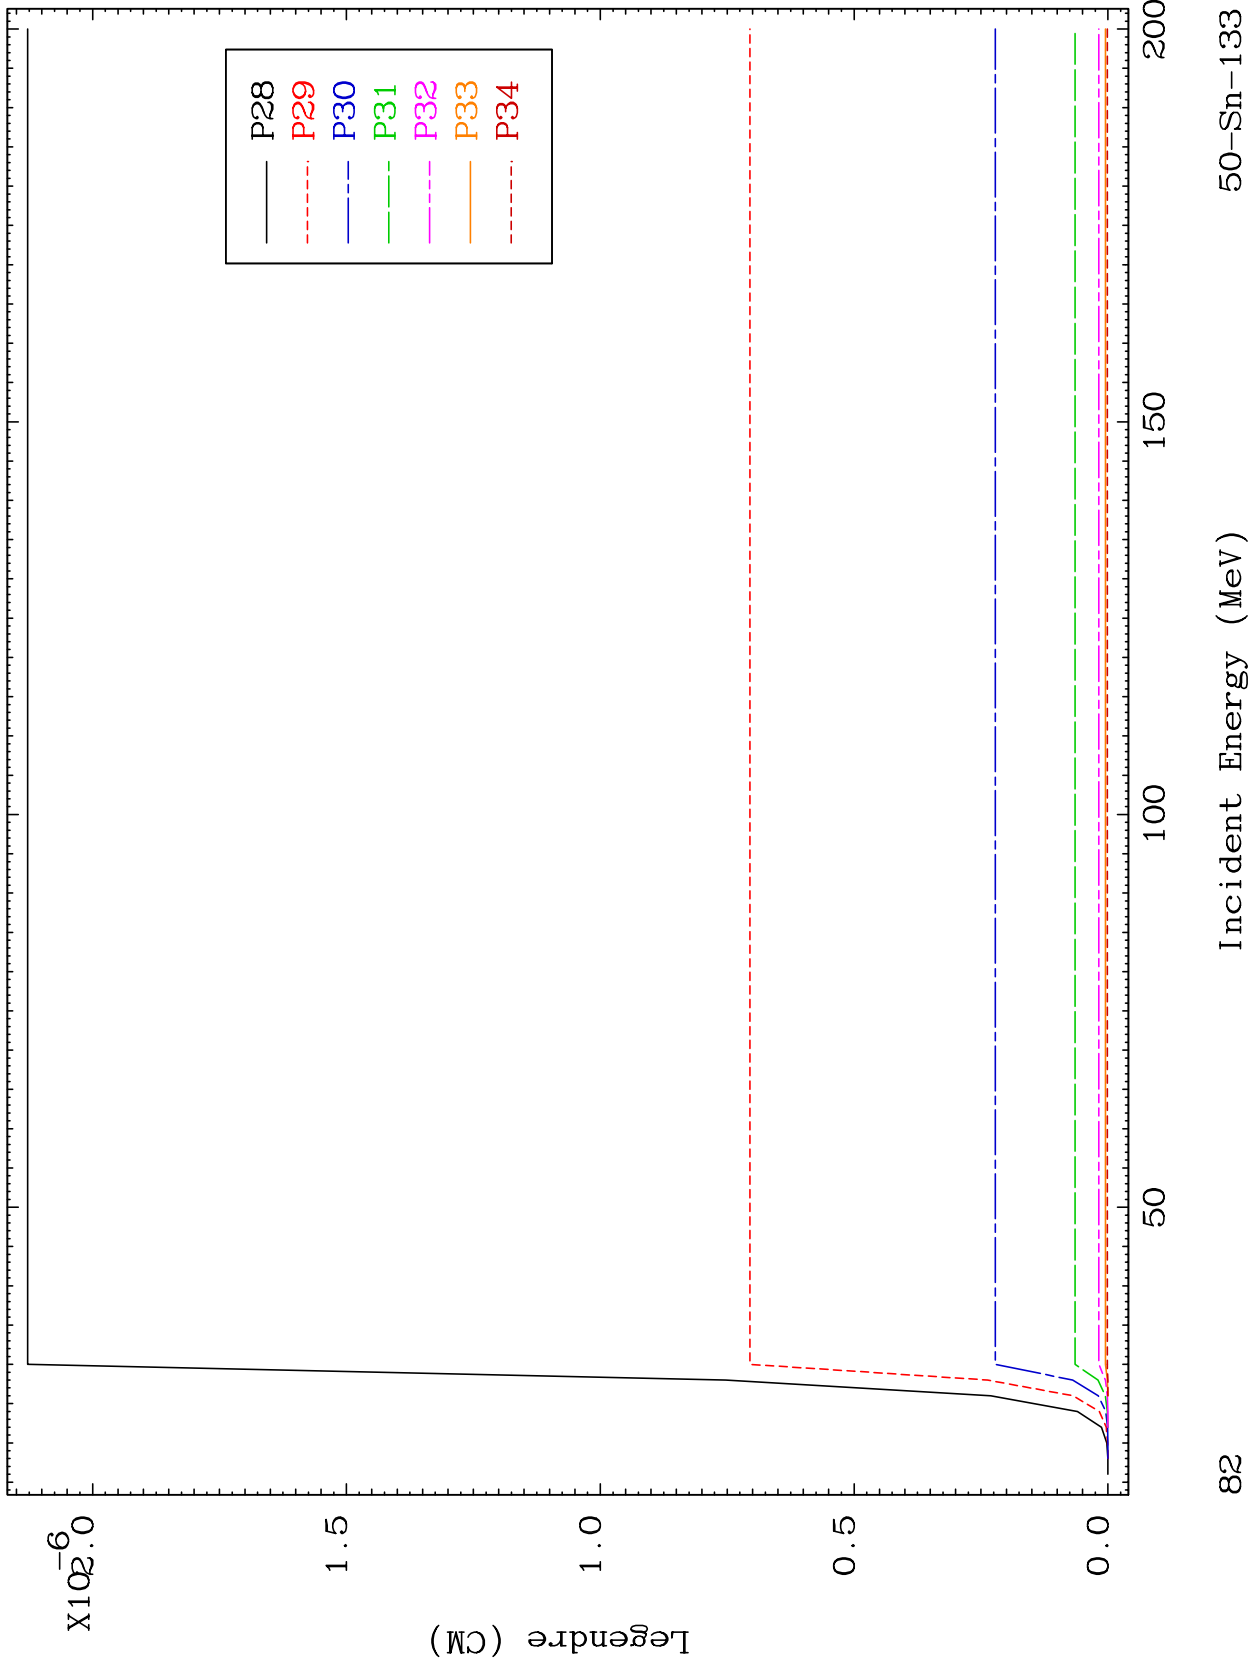 X10-6
2.0
1.5
1.0
0.5
0.0
Legendre (CM)
P28
P29
P30
P31
P32
P33
P34
50
100
150
200
Incident Energy (MeV)
82
50-Sn-133